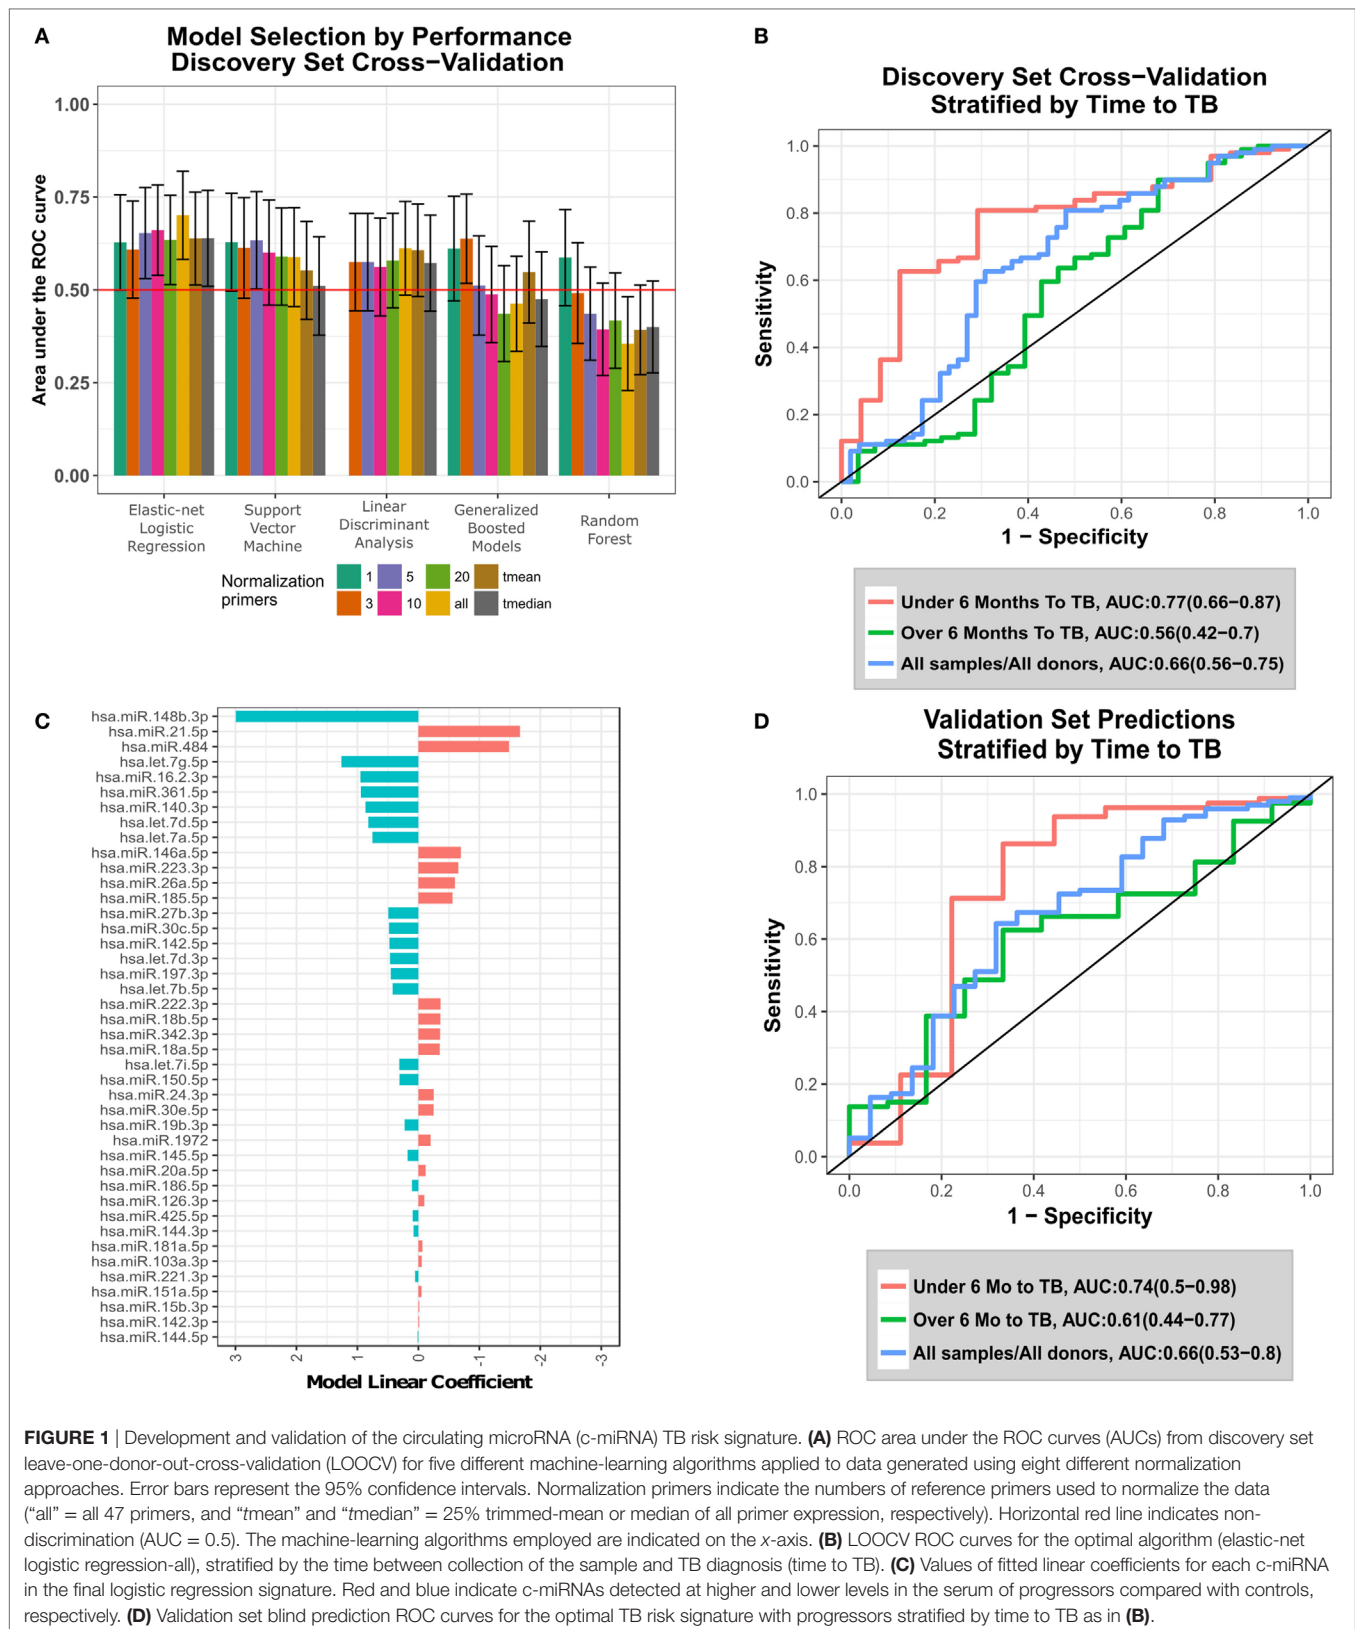 A
Model Selection by Performance
Discovery Set Cross−Validation
1.00
0.75
0.50
0.25
0.00
Area under the ROC curve
Elastic-net
Logistic
Regression
Support
Vector
Machine
Linear
Discriminant
Analysis
Generalized
Boosted
Models
Random
Forest
Normalization
primers
1 5 20 tmean
3 10 all tmedian
B
Discovery Set Cross−Validation
Stratified by Time to TB
1.0
0.8
0.6
0.4
0.2
0.0
Sensitivity
0.0 0.2 0.4 0.6 0.8 1.0
1 − Specificity
Under 6 Months To TB, AUC:0.77(0.66−0.87)
Over 6 Months To TB, AUC:0.56(0.42−0.7)
All samples/All donors, AUC:0.66(0.56−0.75)
C
hsa.miR.148b.3p
hsa.miR.21.5p
hsa.miR.484
hsa.let.7g.5p
hsa.miR.16.2.3p
hsa.miR.361.5p
hsa.miR.140.3p
hsa.let.7d.5p
hsa.let.7a.5p
hsa.miR.146a.5p
hsa.miR.223.3p
hsa.miR.26a.5p
hsa.miR.185.5p
hsa.miR.27b.3p
hsa.miR.30c.5p
hsa.miR.142.5p
hsa.let.7d.3p
hsa.miR.197.3p
hsa.let.7b.5p
hsa.miR.222.3p
hsa.miR.18b.5p
hsa.miR.342.3p
hsa.miR.18a.5p
hsa.let.7i.5p
hsa.miR.150.5p
hsa.miR.24.3p
hsa.miR.30e.5p
hsa.miR.19b.3p
hsa.miR.1972
hsa.miR.145.5p
hsa.miR.20a.5p
hsa.miR.186.5p
hsa.miR.126.3p
hsa.miR.425.5p
hsa.miR.144.3p
hsa.miR.181a.5p
hsa.miR.103a.3p
hsa.miR.221.3p
hsa.miR.151a.5p
hsa.miR.15b.3p
hsa.miR.142.3p
hsa.miR.144.5p
3 2 1 0 -1 -2 -3
Model Linear Coefficient
D
Validation Set Predictions
Stratified by Time to TB
1.0
0.8
0.6
0.4
0.2
0.0
Sensitivity
0.0 0.2 0.4 0.6 0.8 1.0
1 − Specificity
Under 6 Mo to TB, AUC:0.74(0.5−0.98)
Over 6 Mo to TB, AUC:0.61(0.44−0.77)
All samples/All donors, AUC:0.66(0.53−0.8)
FIGURE 1 | Development and validation of the circulating microRNA (c-miRNA) TB risk signature. (A) ROC area under the ROC curves (AUCs) from discovery set
leave-one-donor-out-cross-validation (LOOCV) for five different machine-learning algorithms applied to data generated using eight different normalization
approaches. Error bars represent the 95% confidence intervals. Normalization primers indicate the numbers of reference primers used to normalize the data
(“all” = all 47 primers, and “tmean” and “tmedian” = 25% trimmed-mean or median of all primer expression, respectively). Horizontal red line indicates non-
discrimination (AUC = 0.5). The machine-learning algorithms employed are indicated on the x-axis. (B) LOOCV ROC curves for the optimal algorithm (elastic-net
logistic regression-all), stratified by the time between collection of the sample and TB diagnosis (time to TB). (C) Values of fitted linear coefficients for each c-miRNA
in the final logistic regression signature. Red and blue indicate c-miRNAs detected at higher and lower levels in the serum of progressors compared with controls,
respectively. (D) Validation set blind prediction ROC curves for the optimal TB risk signature with progressors stratified by time to TB as in (B).